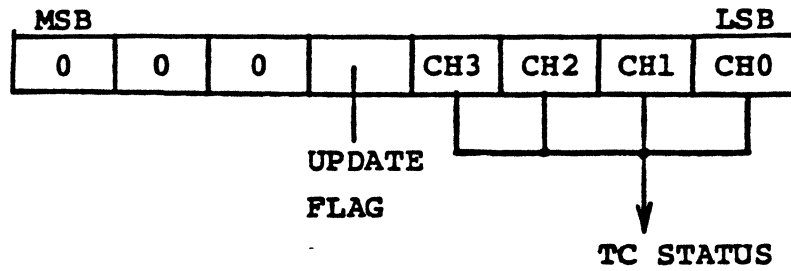 MSB LSB
0 0 0 CH3 CH2 CH1 CH0
UPDATE
FLAG
TC STATUS